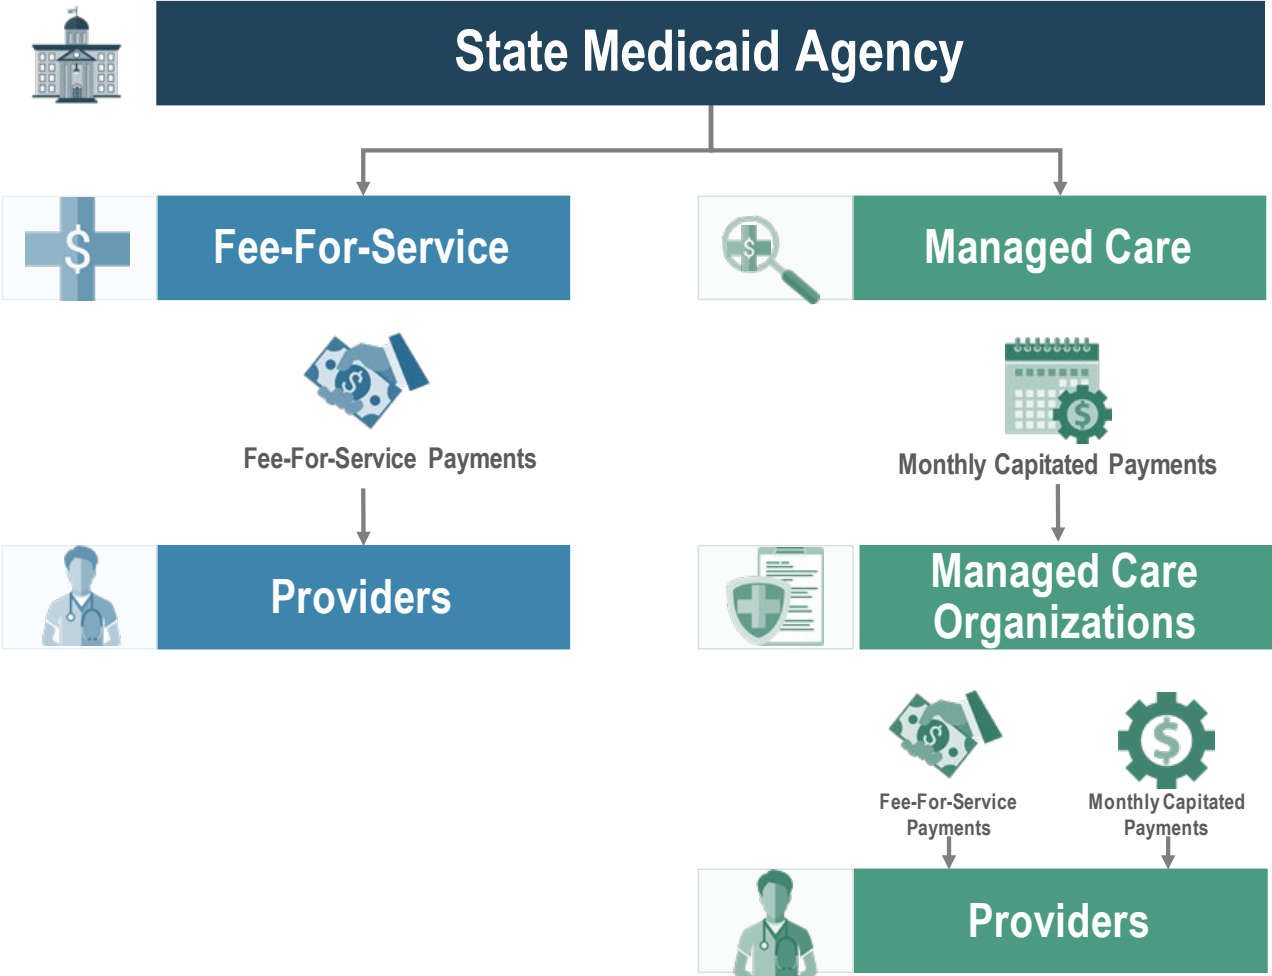 State Medicaid Agency
Fee-For-Service
Managed Care
Fee-For-Service Payments
Monthly Capitated Payments
Providers
Managed Care
Organizations
Fee-For-Service
Payments
Monthly Capitated
Payments
Providers